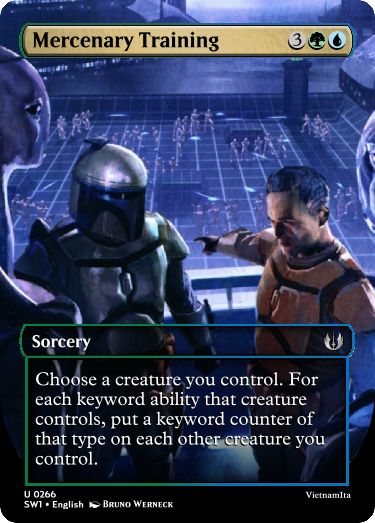 Mercenary Training 3
Sorcery
Choose a creature you control. For
each keyword ability that creature
controls, put a keyword counter of
that type on each other creature you
control.
U 0266
SW1 • English Bruno Werneck
VietnamIta